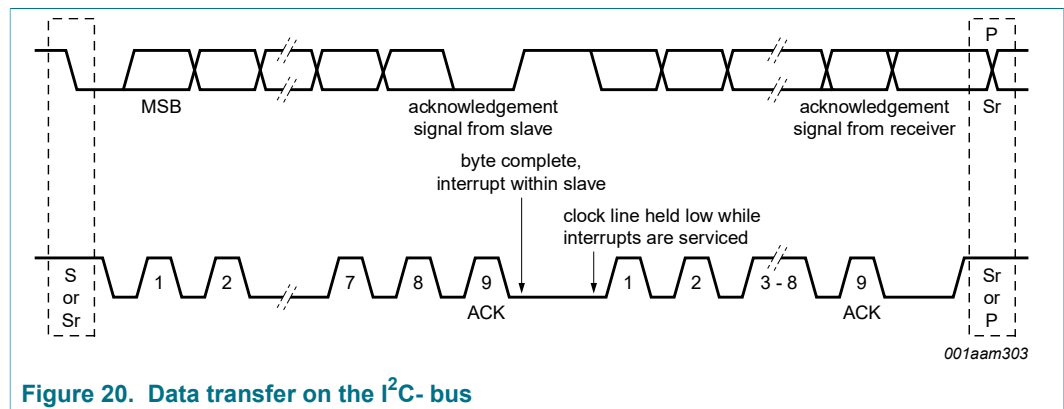 P
MSB
acknowledgement
signal from slave
acknowledgement
signal from receiver
Sr
byte complete,
interrupt within slave
clock line held low while
interrupts are serviced
S
or
Sr
1
2
7
8
9
ACK
1
2
3 - 8
9
ACK
Sr
or
P
001aam303
Figure 20. Data transfer on the I²C- bus